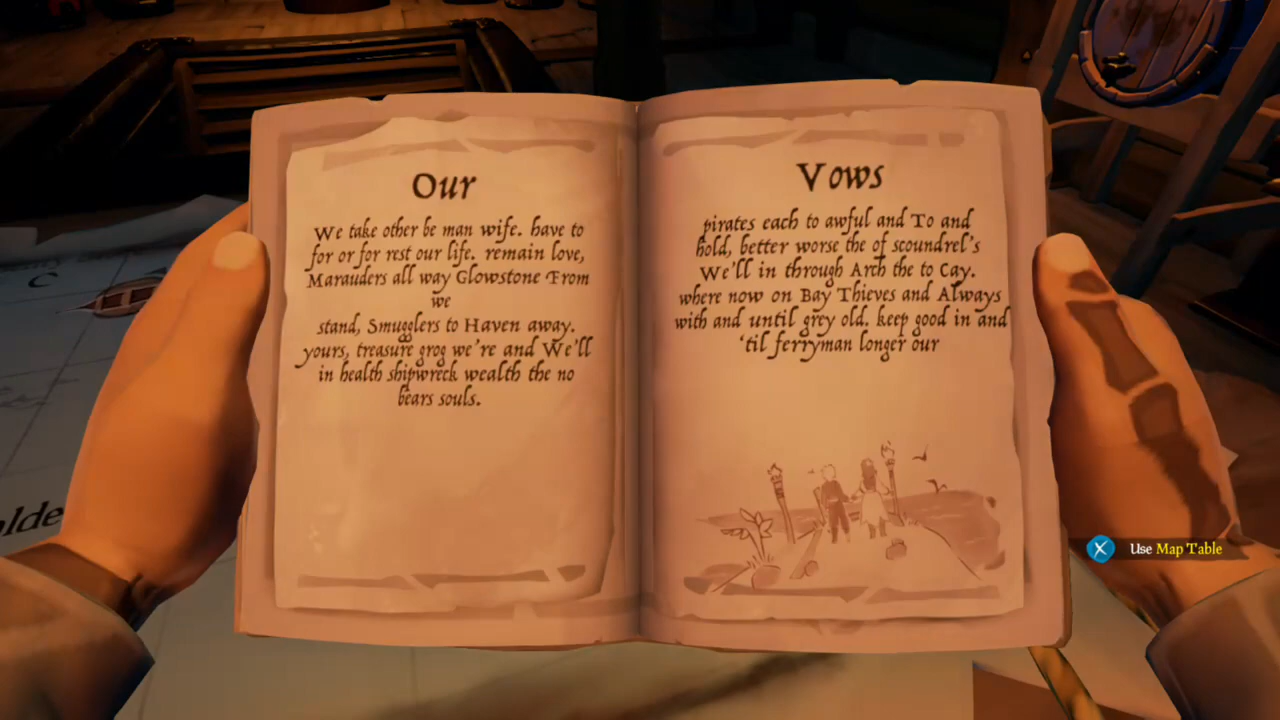 Our
We take other be man wife. have to
for or for rest our life. remain love,
Marauders all way Glowstone From
we
stand, Smugglers to Haven away.
yours, treasure grog we're and We'll
in health shipwreck wealth the no
bears souls.
Vows
pirates each to awful and To and
hold, better worse the of scoundrel's
We'll in through Arch the to Cay.
where now on Bay Thieves and Always
with and until grey old. keep good in and
'til ferryman longer our
X Use Map Table
C
olde